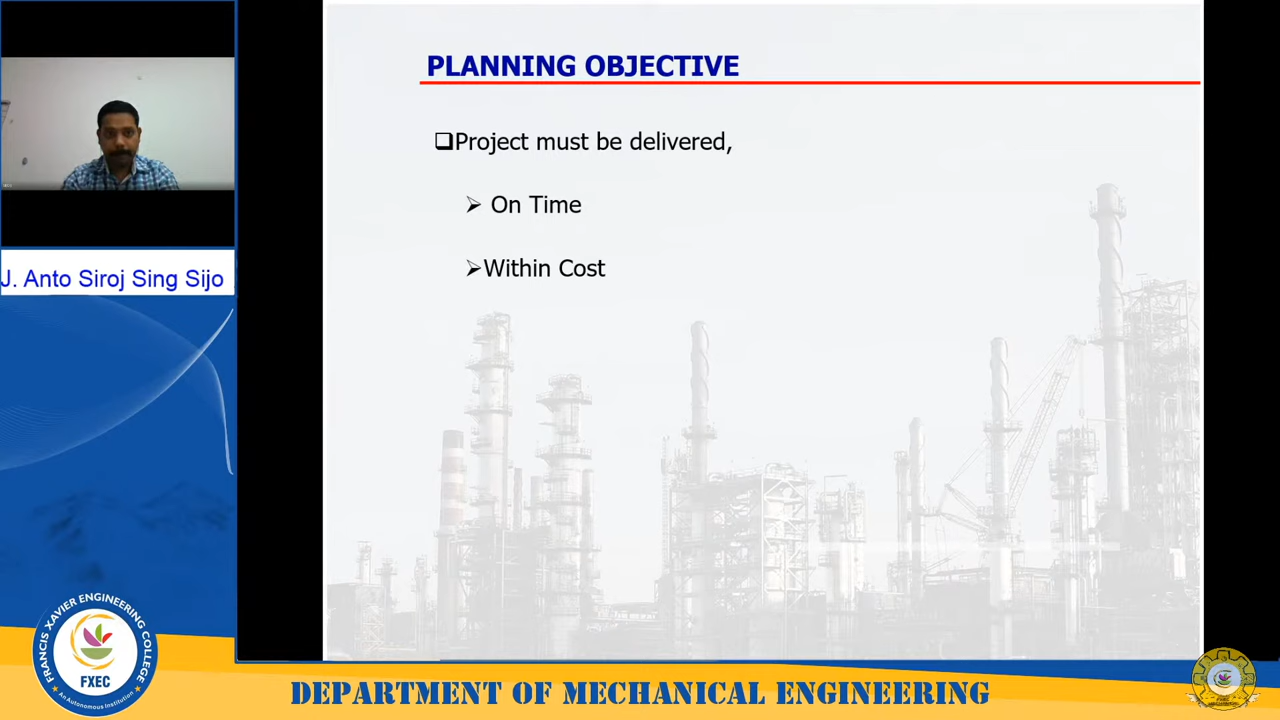 PLANNING OBJECTIVE
❑Project must be delivered,
➢ On Time
➢Within Cost
J. Anto Siroj Sing Sijo
FRANCIS XAVIER ENGINEERING COLLEGE
FXEC
An Autonomous Institution
DEPARTMENT OF MECHANICAL ENGINEERING